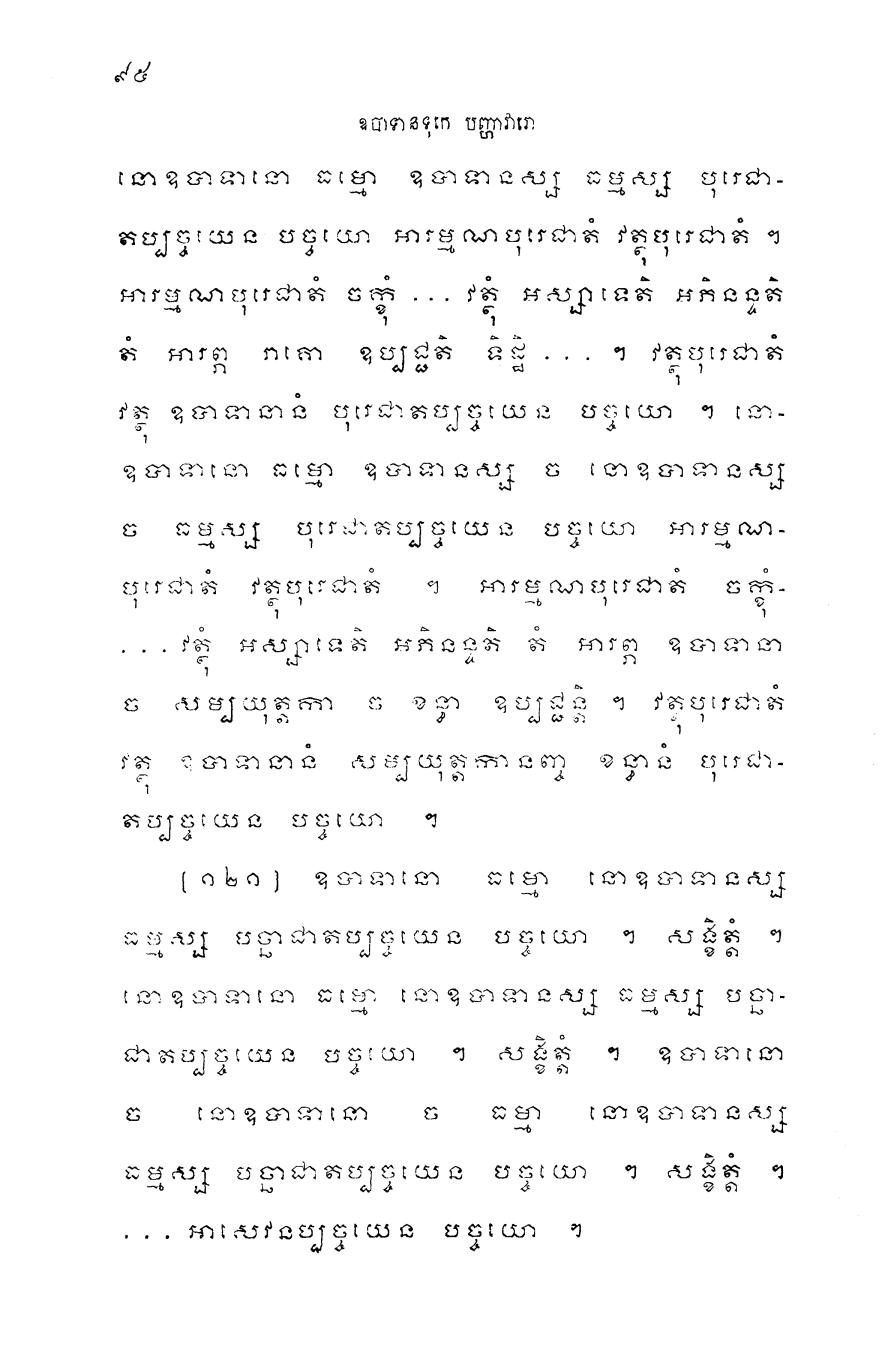 ៩៥
ឧបាទានទុកេ បញ្ហាវារោ
នោឧបាទានោ ធម្មោ ឧបាទានស្ស ធម្មស្ស បុរេជា-
តប្បច្ចយេន បច្ចយោ អារម្មណបុរេជាតំ វត្ថុបុរេជាតំ ។
អារម្មណបុរេជាតំ ចក្ខុំ ... វត្ថុំ អស្សាទេតិ អភិនន្ទតិ
តំ អារព្ភ រាគោ ឧប្បជ្ជតិ ទិដ្ឋិ ... ។ វត្ថុបុរេជាតំ
វត្ថុ ឧបាទានានំ បុរេជាតប្បច្ចយេន បច្ចយោ ។ នោ-
ឧបាទានោ ធម្មោ ឧបាទានស្ស ច នោឧបាទានស្ស
ច ធម្មស្ស បុរេជាតប្បច្ចយេន បច្ចយោ អារម្មណ-
បុរេជាតំ វត្ថុបុរេជាតំ ។ អារម្មណបុរេជាតំ ចក្ខុំ-
... វត្ថុំ អស្សាទេតិ អភិនន្ទតិ តំ អារព្ភ ឧបាទានា
ច សម្បយុត្តកា ច ខន្ធា ឧប្បជ្ជន្តិ ។ វត្ថុបុរេជាតំ
វត្ថុ ឧបាទានានំ សម្បយុត្តកានញ្ច ខន្ធានំ បុរេជា-
តប្បច្ចយេន បច្ចយោ ។
[១២១] ឧបាទានោ ធម្មោ នោឧបាទានស្ស
ធម្មស្ស បច្ឆាជាតប្បច្ចយេន បច្ចយោ ។ សង្ខិត្តំ ។
នោឧបាទានោ ធម្មោ នោឧបាទានស្ស ធម្មស្ស បច្ឆា-
ជាតប្បច្ចយេន បច្ចយោ ។ សង្ខិត្តំ ។ ឧបាទានោ
ច នោឧបាទានោ ច ធម្មា នោឧបាទានស្ស
ធម្មស្ស បច្ឆាជាតប្បច្ចយេន បច្ចយោ ។ សង្ខិត្តំ ។
... អាសេវនប្បច្ចយេន បច្ចយោ ។